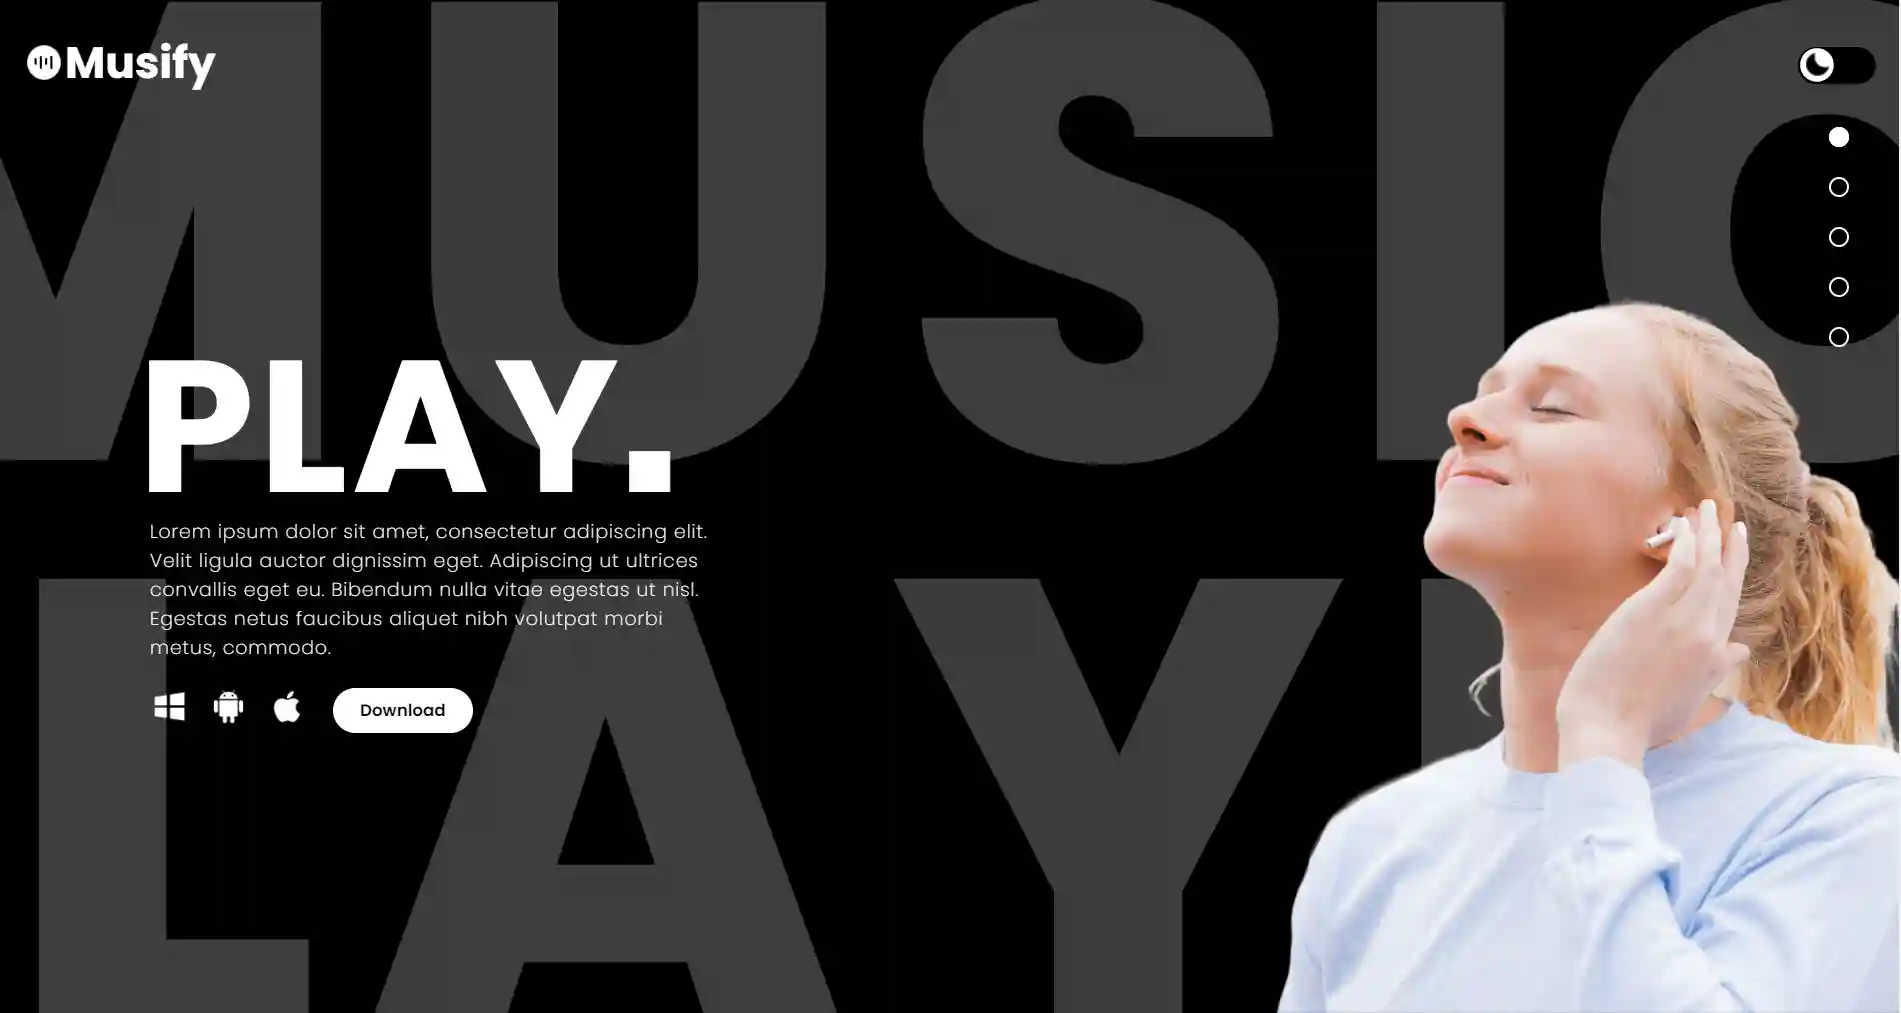 MUSIC
Musify
PLAY.
Lorem ipsum dolor sit amet, consectetur adipiscing elit.
Velit ligula auctor dignissim eget. Adipiscing ut ultrices
convallis eget eu. Bibendum nulla vitae egestas ut nisl.
Egestas netus faucibus aliquet nibh volutpat morbi
metus, commodo.
Download